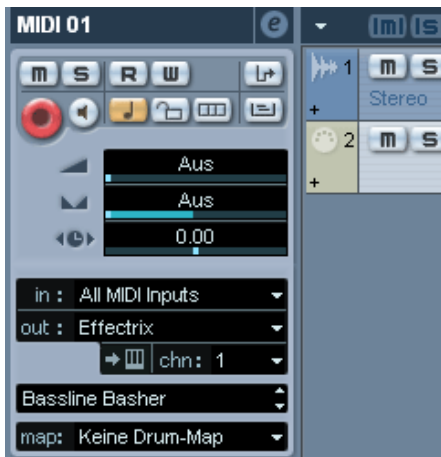 MIDI 01 e
m S R W
Aus
Aus
0.00
in : All MIDI Inputs
out : Effectrix
chn : 1
Bassline Basher
map: Keine Drum-Map
[m] [s
1 m S
Stereo
+
2 m S
+